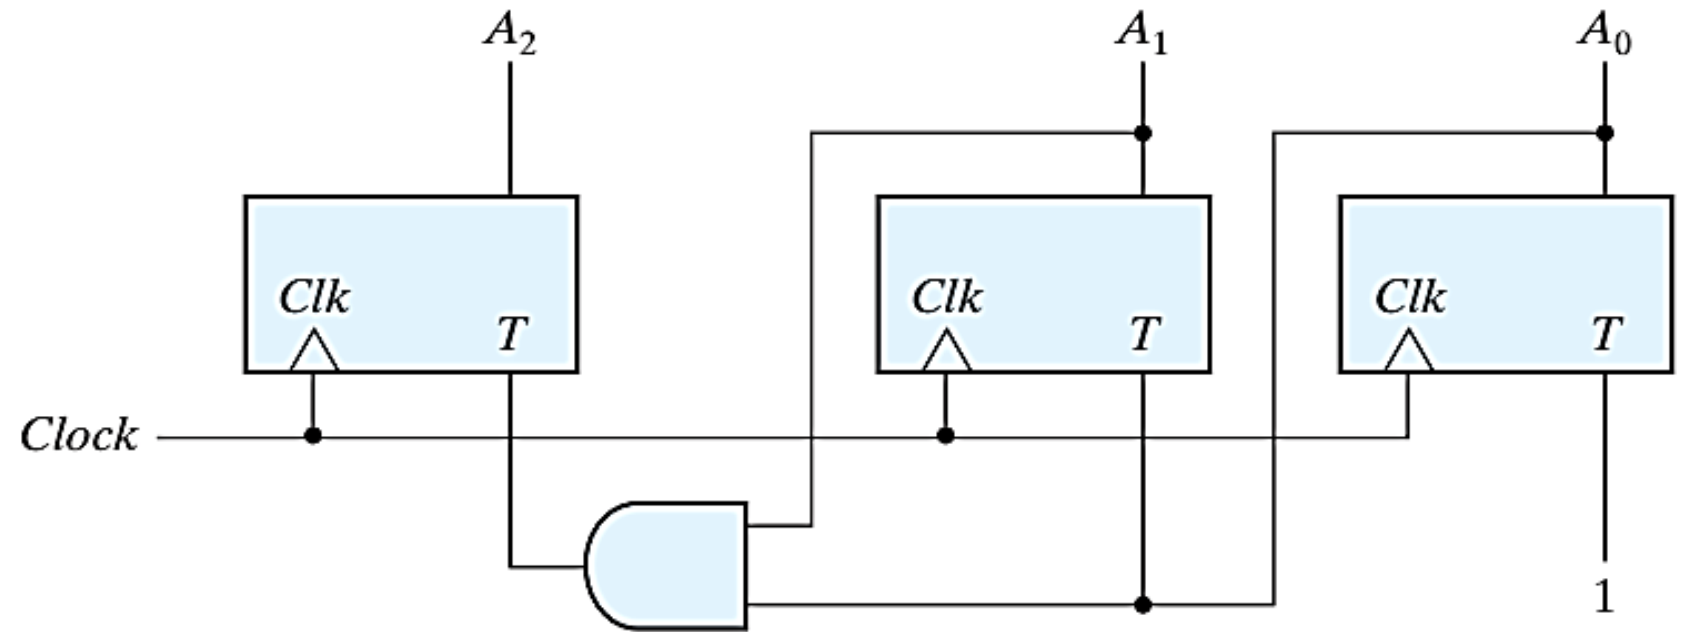 A₂ A₁ A₀
Clk Clk Clk
T T T
Clock
1